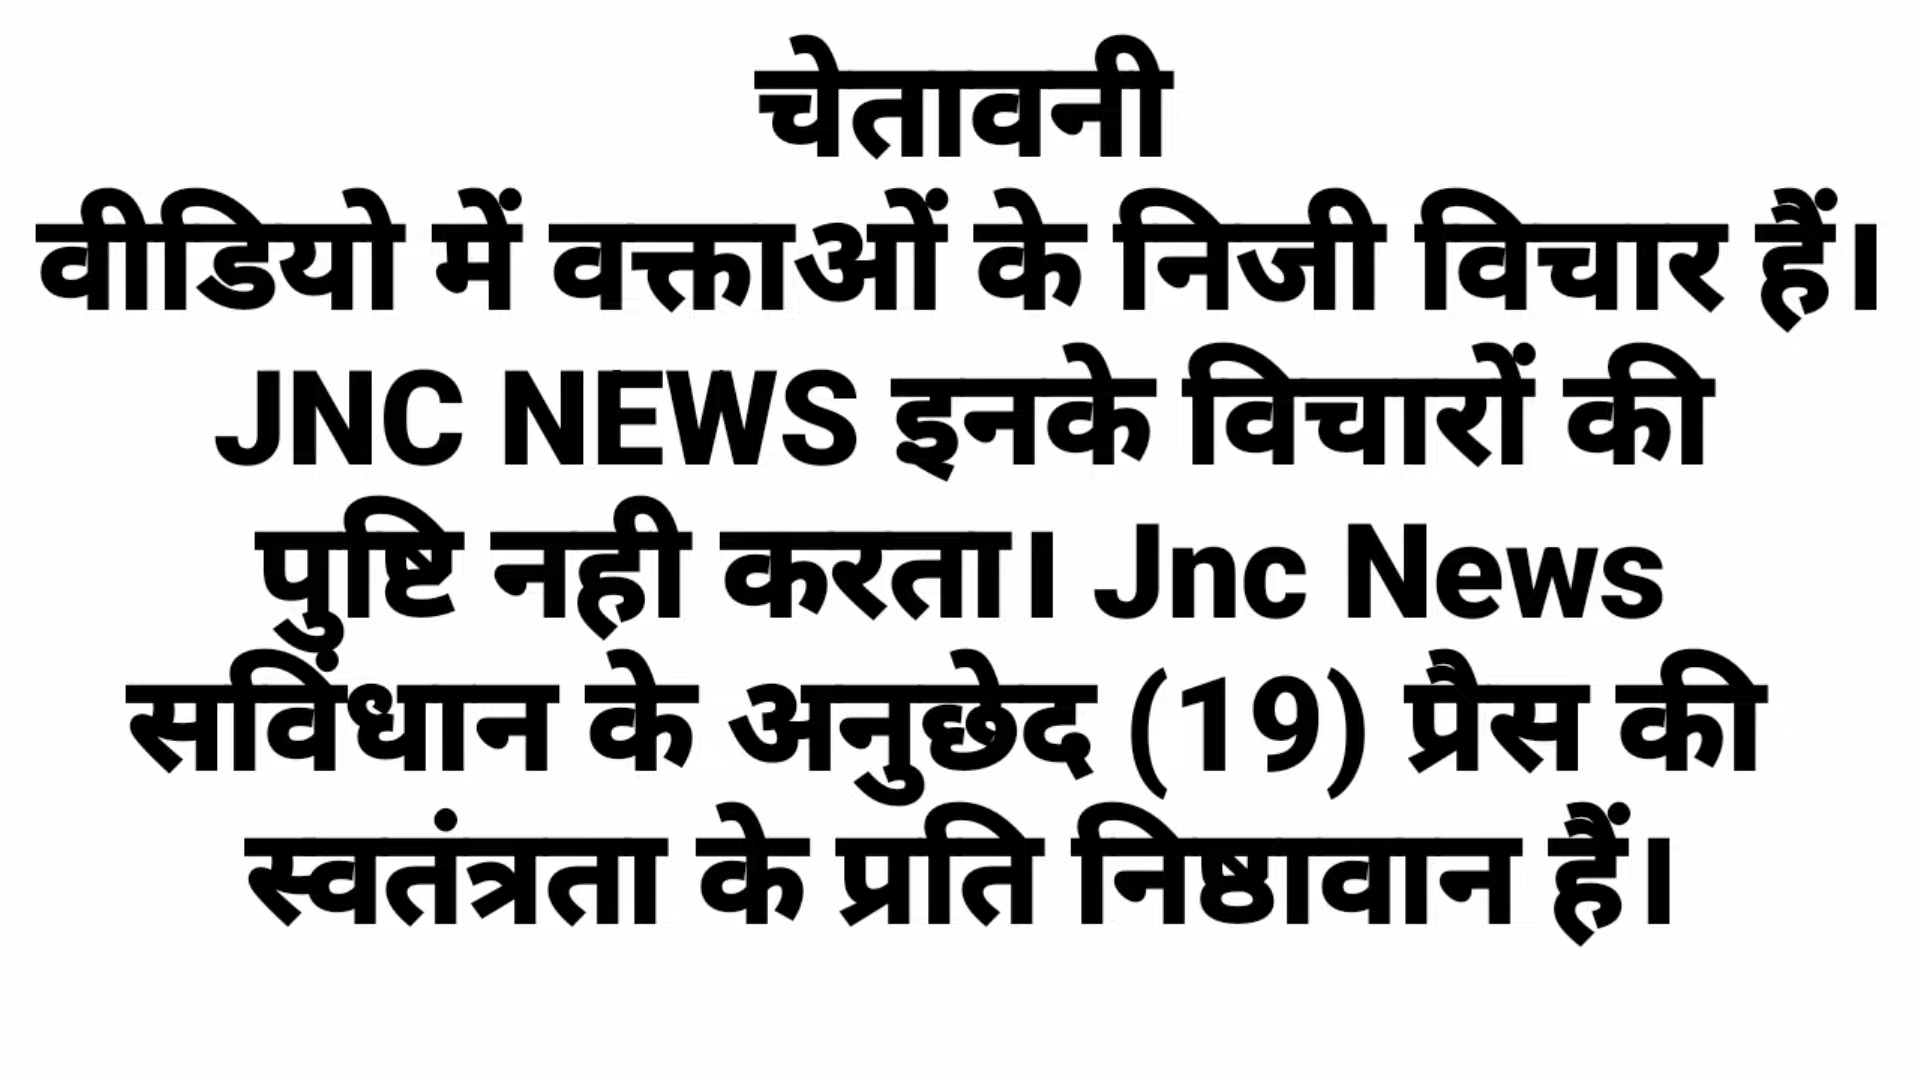 चेतावनी
वीडियो में वक्ताओं के निजी विचार हैं।
JNC NEWS इनके विचारों की
पुष्टि नही करता। Jnc News
सविंधान के अनुछेद (19) प्रैस की
स्वतंत्रता के प्रति निष्ठावान हैं।